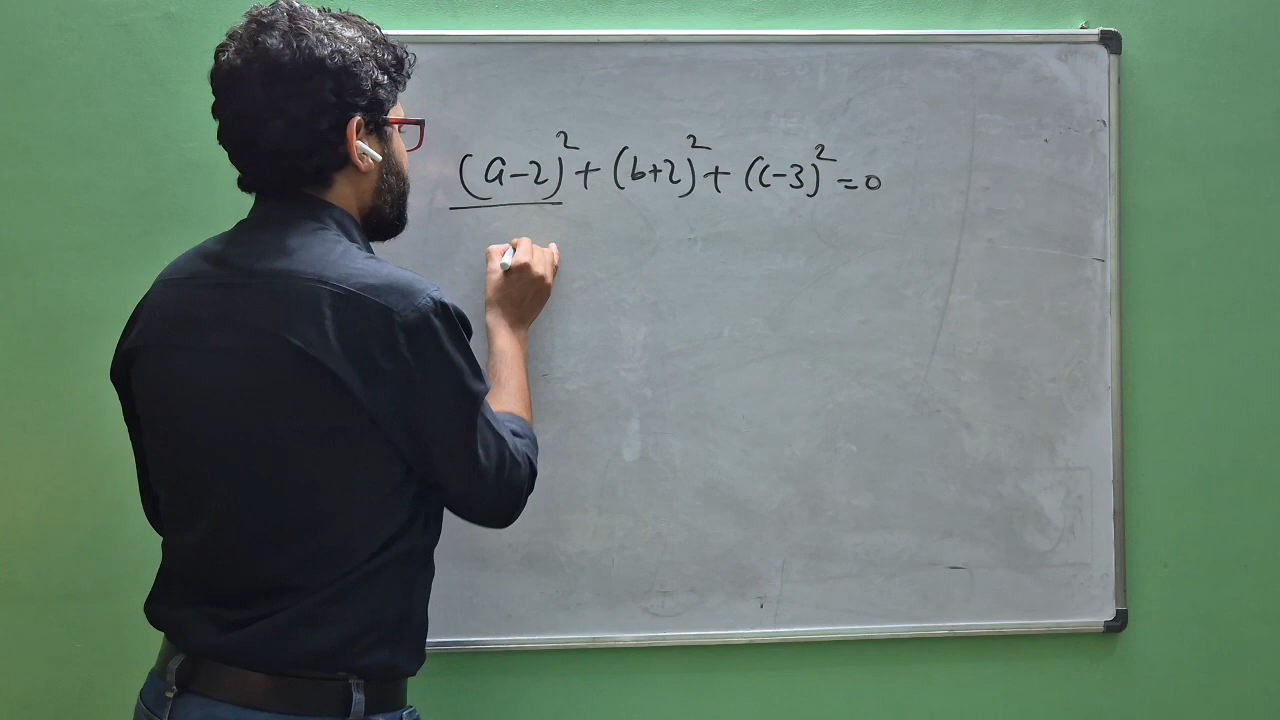 (a-2)² + (b+2)² + (c-3)² = 0